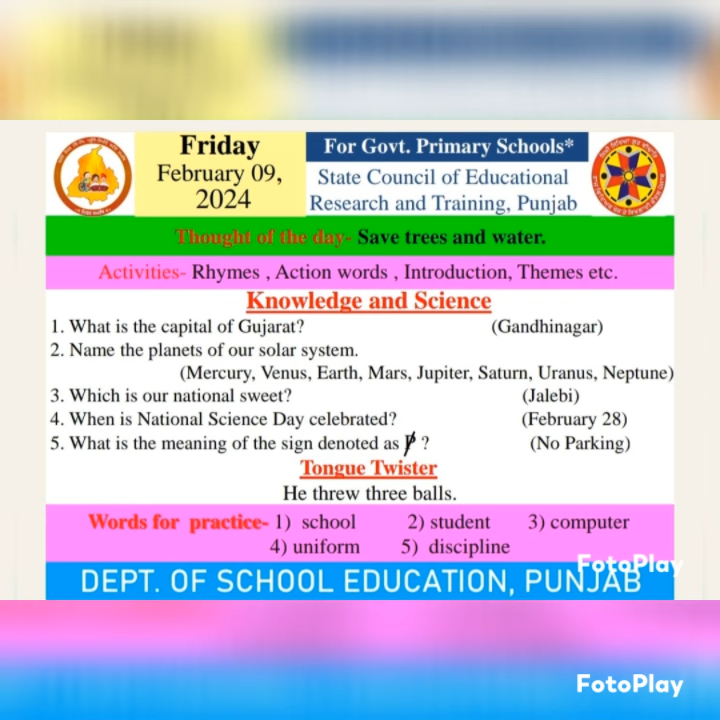 Friday
February 09,
2024
For Govt. Primary Schools*
State Council of Educational
Research and Training, Punjab
Thought of the day- Save trees and water.
Activities- Rhymes , Action words , Introduction, Themes etc.
Knowledge and Science
1. What is the capital of Gujarat? (Gandhinagar)
2. Name the planets of our solar system.
(Mercury, Venus, Earth, Mars, Jupiter, Saturn, Uranus, Neptune)
3. Which is our national sweet? (Jalebi)
4. When is National Science Day celebrated? (February 28)
5. What is the meaning of the sign denoted as P ? (No Parking)
Tongue Twister
He threw three balls.
Words for practice- 1) school 2) student 3) computer
4) uniform 5) discipline
FotoPlay
DEPT. OF SCHOOL EDUCATION, PUNJAB
FotoPlay